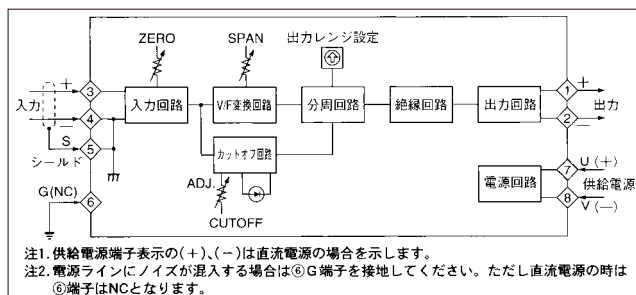 ZERO
SPAN
出力レンジ設定
入力
+
3
入力回路
V/F変換回路
分周回路
絶縁回路
出力回路
1
+
出力
−
4
2
−
S
シールド
5
カットオフ回路
ADJ.
CUTOFF
G(NC)
6
電源回路
7
U(+)
供給電源
8
V(−)
注1.供給電源端子表示の(+)、(−)は直流電源の場合を示します。
注2.電源ラインにノイズが混入する場合は⑥G端子を接地してください。ただし直流電源の時は
⑥端子はNCとなります。